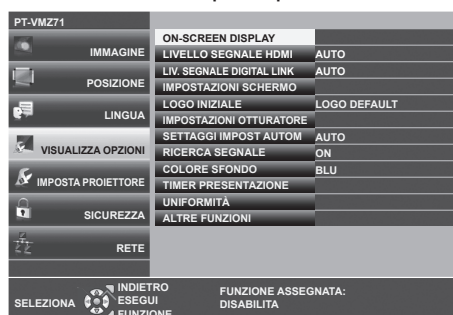 PT-VMZ71
IMMAGINE
POSIZIONE
LINGUA
VISUALIZZA OPZIONI
IMPOSTA PROIETTORE
SICUREZZA
RETE
ON-SCREEN DISPLAY
LIVELLO SEGNALE HDMI AUTO
LIV. SEGNALE DIGITAL LINK AUTO
IMPOSTAZIONI SCHERMO
LOGO INIZIALE LOGO DEFAULT
IMPOSTAZIONI OTTURATORE
SETTAGGI IMPOST AUTOM AUTO
RICERCA SEGNALE ON
COLORE SFONDO BLU
TIMER PRESENTAZIONE
UNIFORMITÀ
ALTRE FUNZIONI
SELEZIONA
INDIETRO
ESEGUI
FUNZIONE
FUNZIONE ASSEGNATA:
DISABILITA